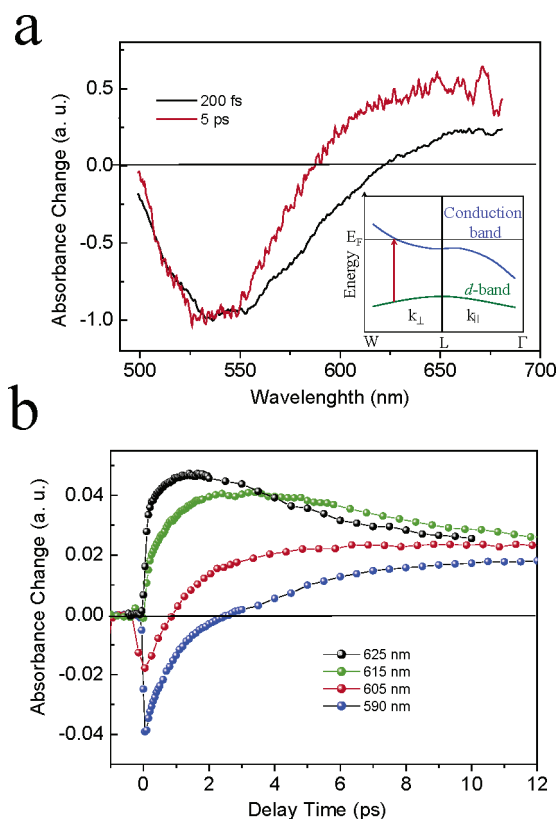 a
Absorbance Change (a. u.)
0.5
0.0
-0.5
-1.0
200 fs
5 ps
Energy
E_F
Conduction
band
d-band
k⊥
k||
W
L
Γ
500
550
600
650
700
Wavelenghth (nm)
b
Absorbance Change (a. u.)
0.04
0.02
0.00
-0.02
-0.04
625 nm
615 nm
605 nm
590 nm
0
2
4
6
8
10
12
Delay Time (ps)